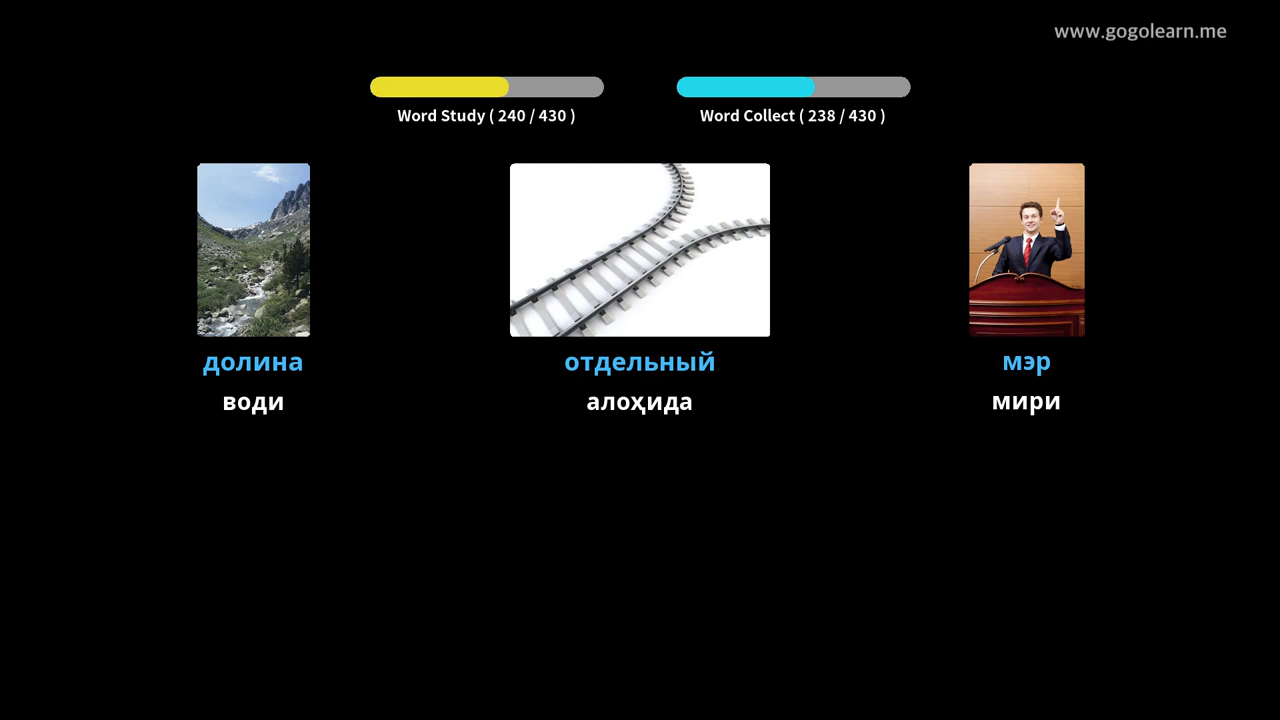 www.gogolearn.me
Word Study ( 240 / 430 )
Word Collect ( 238 / 430 )
долина
отдельный
мэр
води
алоҳида
мири